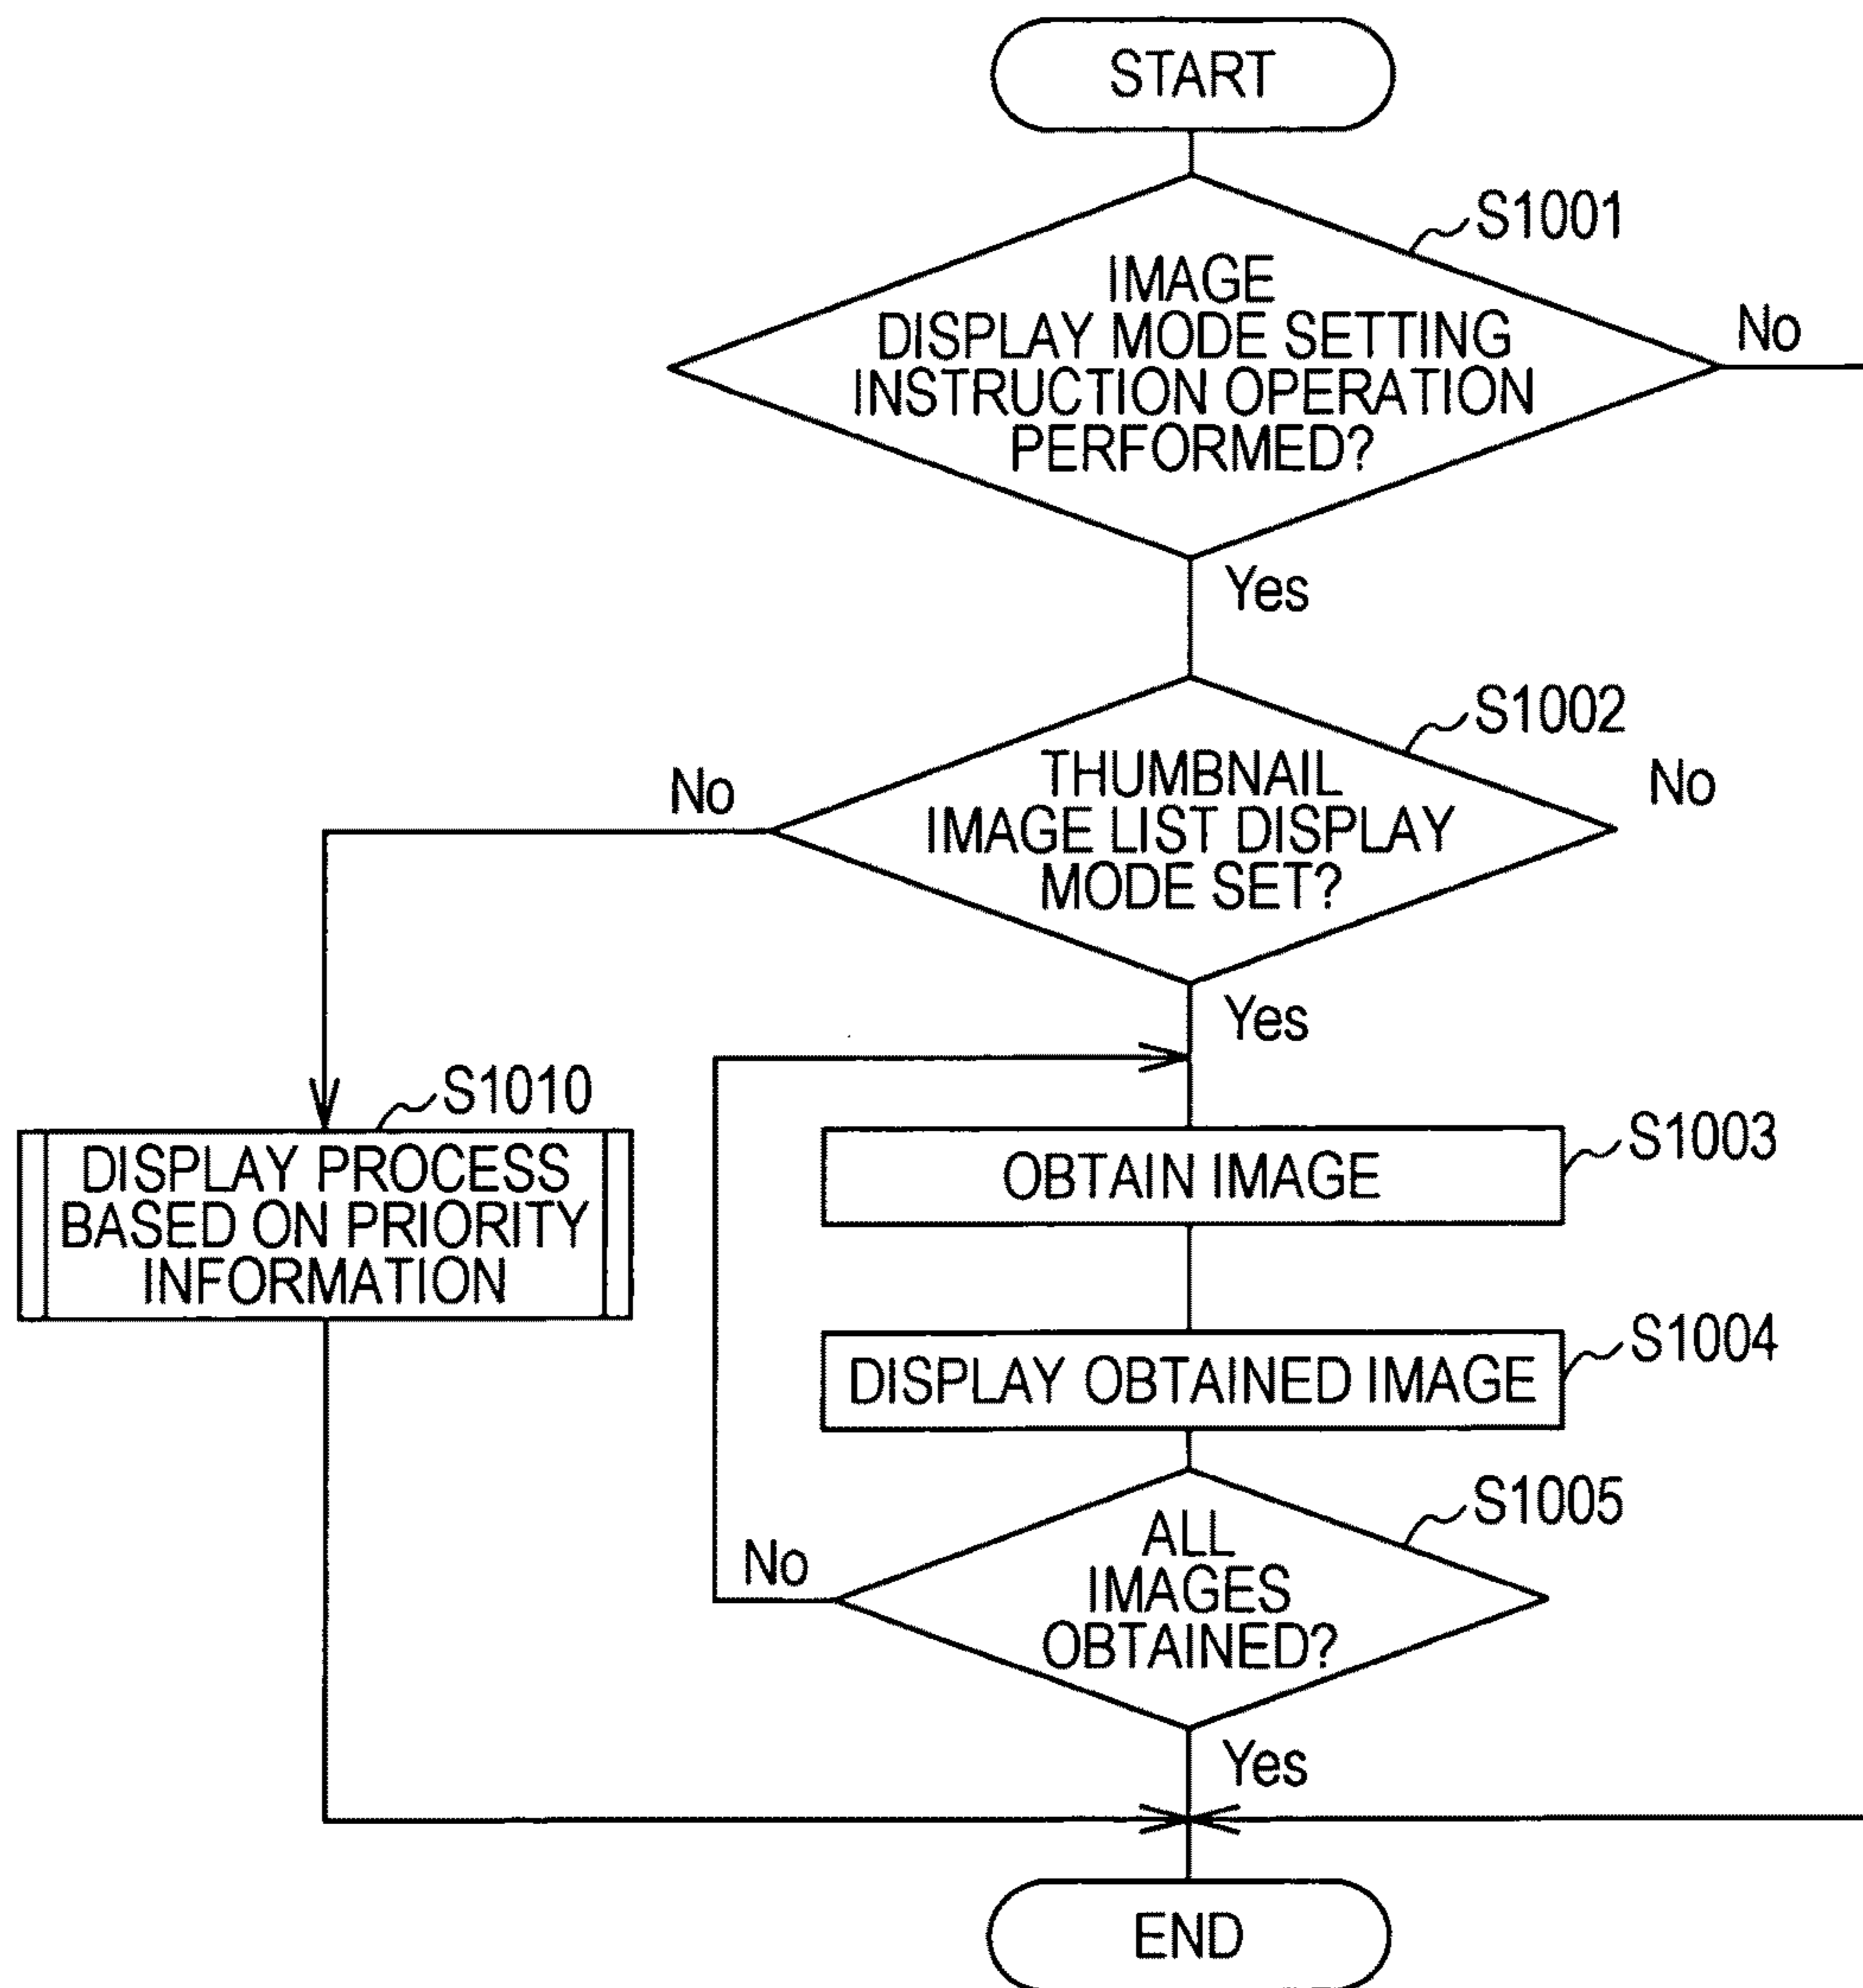 START
S1001
IMAGE
DISPLAY MODE SETTING
INSTRUCTION OPERATION
PERFORMED?
No
Yes
S1002
THUMBNAIL
IMAGE LIST DISPLAY
MODE SET?
No
No
Yes
S1010
DISPLAY PROCESS
BASED ON PRIORITY
INFORMATION
S1003
OBTAIN IMAGE
S1004
DISPLAY OBTAINED IMAGE
S1005
ALL
IMAGES
OBTAINED?
No
Yes
END